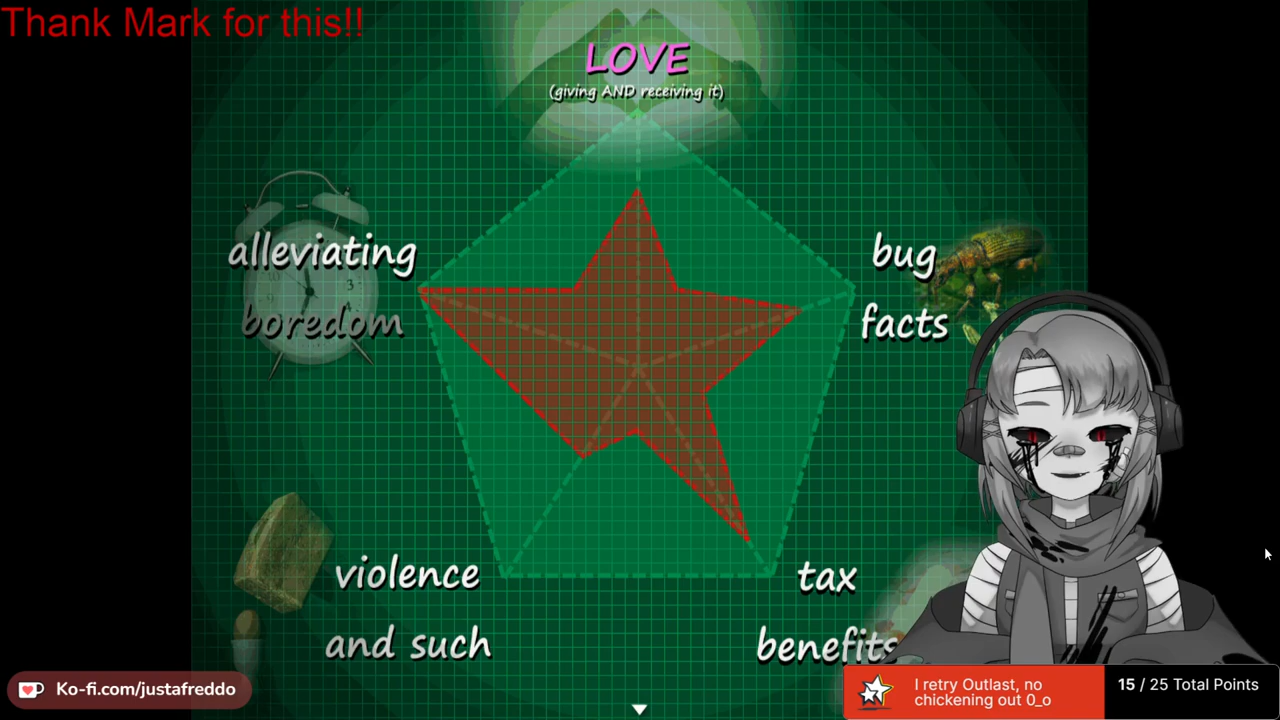 Thank Mark for this!!
LOVE
(giving AND receiving it)
alleviating
boredom
bug
facts
violence
and such
tax
benefits
Ko-fi.com/justafreddo
I retry Outlast, no
chickening out 0_o
15 / 25 Total Points